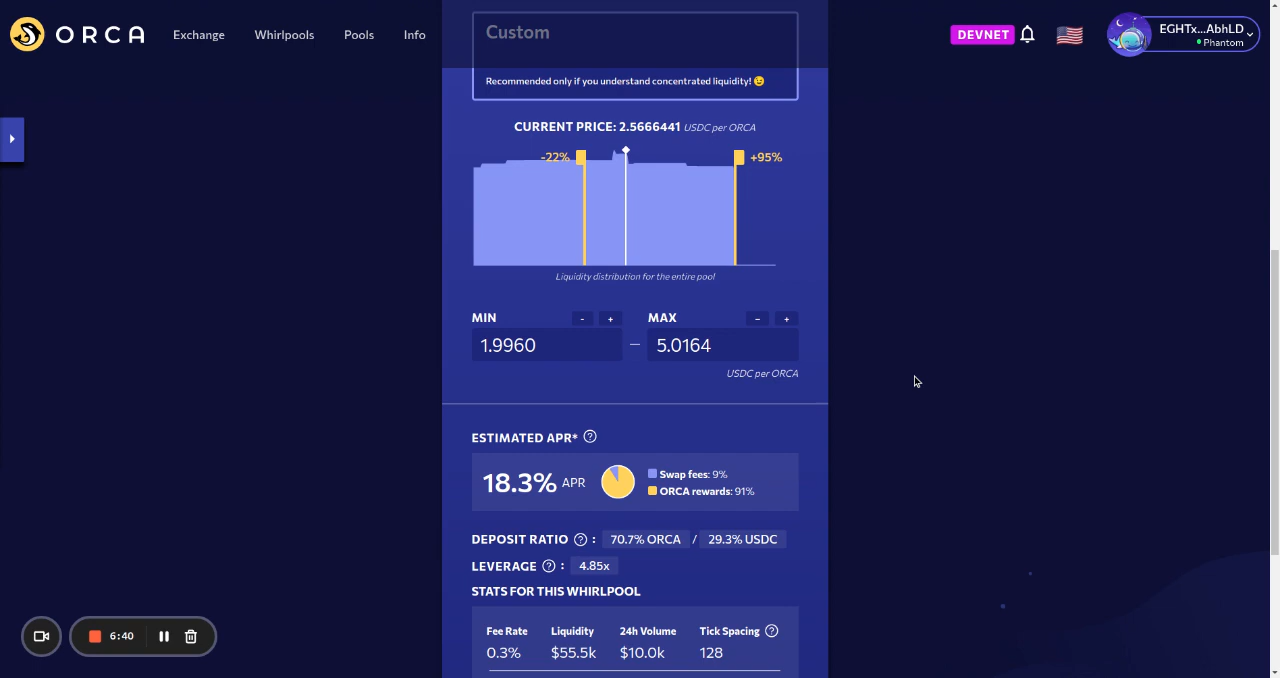 ORCA
Exchange
Whirlpools
Pools
Info
DEVNET
EGHTx...AbhLD
Phantom
Custom
Recommended only if you understand concentrated liquidity! 😉
CURRENT PRICE: 2.5666441 USDC per ORCA
-22%
+95%
Liquidity distribution for the entire pool
MIN - +
MAX - +
1.9960 — 5.0164
USDC per ORCA
ESTIMATED APR* ?
18.3% APR
Swap fees: 9%
ORCA rewards: 91%
DEPOSIT RATIO ? : 70.7% ORCA / 29.3% USDC
LEVERAGE ? : 4.85x
STATS FOR THIS WHIRLPOOL
Fee Rate Liquidity 24h Volume Tick Spacing ?
0.3% $55.5k $10.0k 128
6:40